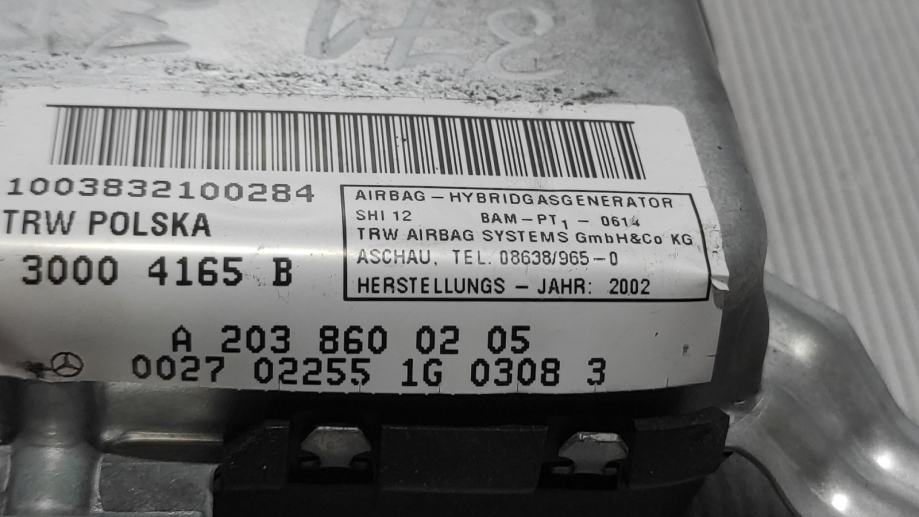 1003832100284
TRW POLSKA
3000 4165 B
AIRBAG – HYBRIDGASGENERATOR
SHI 12 BAM–PT1 – 0614
TRW AIRBAG SYSTEMS GmbH&Co KG
ASCHAU, TEL. 08638/965–0
HERSTELLUNGS – JAHR: 2002
A 203 860 02 05
0027 02255 1G 0308 3